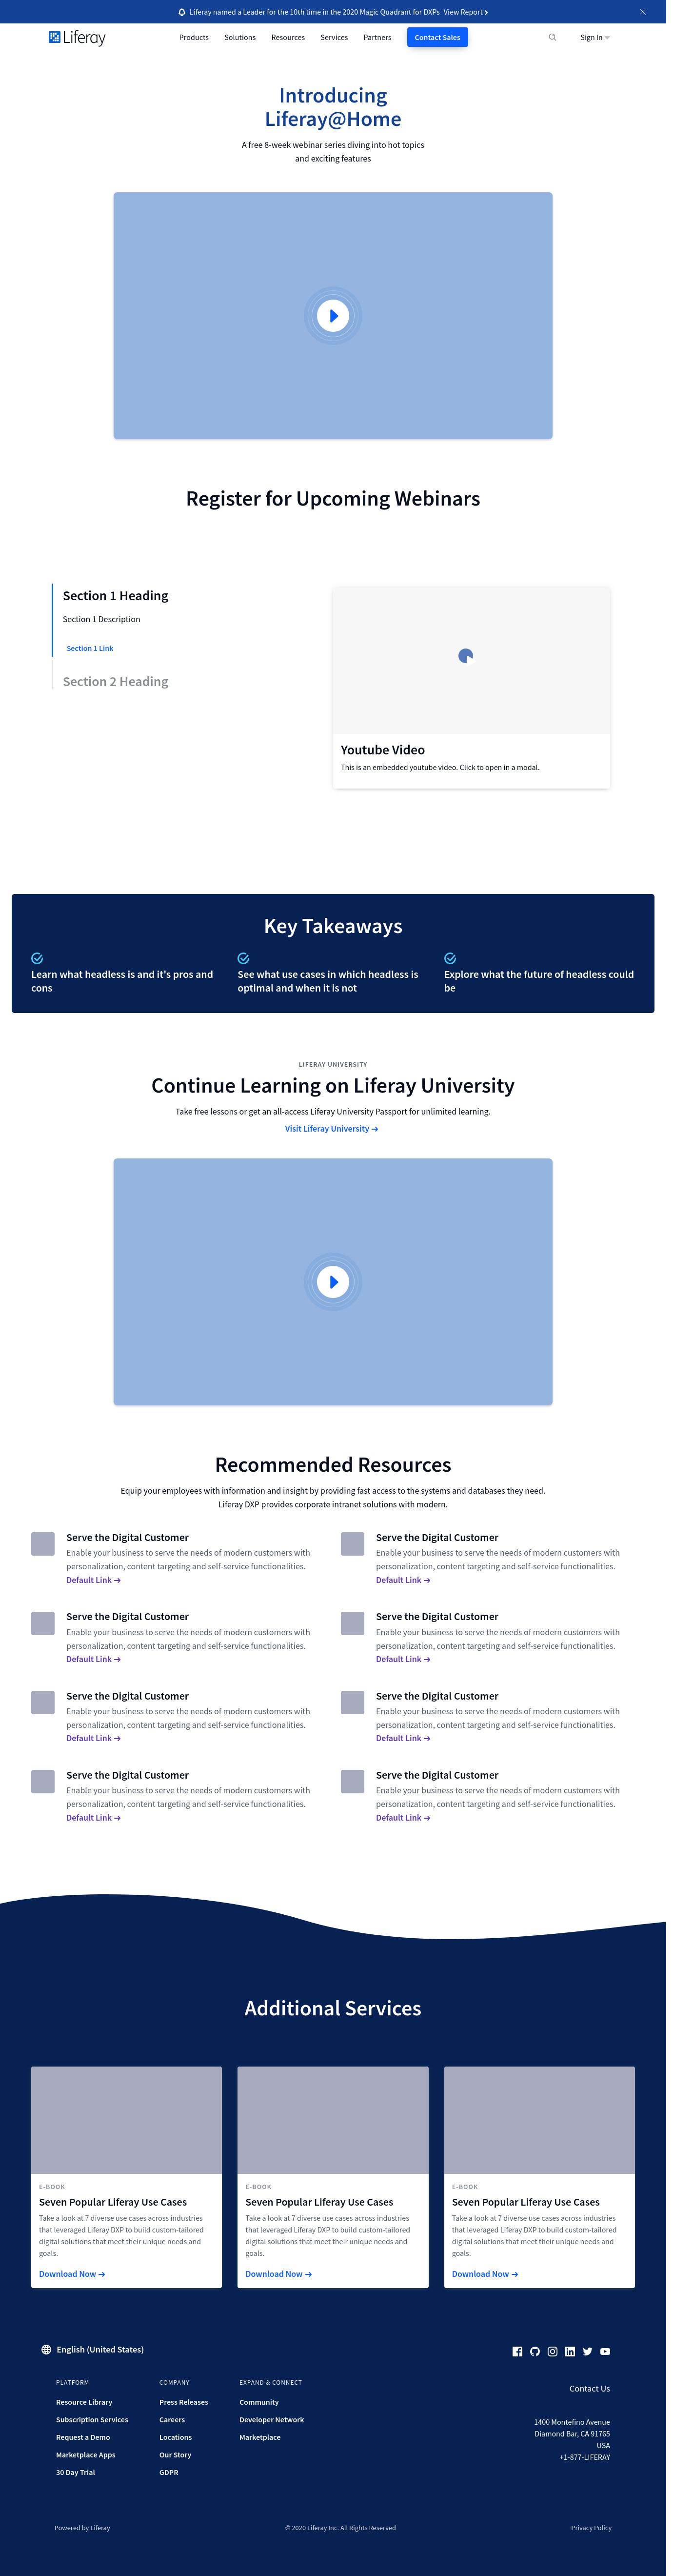 Liferay named a Leader for the 10th time in the 2020 Magic Quadrant for DXPs View Report
Liferay
Products Solutions Resources Services Partners Contact Sales Sign In
Introducing
Liferay@Home
A free 8-week webinar series diving into hot topics
and exciting features
Register for Upcoming Webinars
Section 1 Heading
Section 1 Description
Section 1 Link
Section 2 Heading
Youtube Video
This is an embedded youtube video. Click to open in a modal.
Key Takeaways
Learn what headless is and it's pros and
cons
See what use cases in which headless is
optimal and when it is not
Explore what the future of headless could
be
LIFERAY UNIVERSITY
Continue Learning on Liferay University
Take free lessons or get an all-access Liferay University Passport for unlimited learning.
Visit Liferay University →
Recommended Resources
Equip your employees with information and insight by providing fast access to the systems and databases they need.
Liferay DXP provides corporate intranet solutions with modern.
Serve the Digital Customer
Enable your business to serve the needs of modern customers with
personalization, content targeting and self-service functionalities.
Default Link →
Serve the Digital Customer
Enable your business to serve the needs of modern customers with
personalization, content targeting and self-service functionalities.
Default Link →
Serve the Digital Customer
Enable your business to serve the needs of modern customers with
personalization, content targeting and self-service functionalities.
Default Link →
Serve the Digital Customer
Enable your business to serve the needs of modern customers with
personalization, content targeting and self-service functionalities.
Default Link →
Serve the Digital Customer
Enable your business to serve the needs of modern customers with
personalization, content targeting and self-service functionalities.
Default Link →
Serve the Digital Customer
Enable your business to serve the needs of modern customers with
personalization, content targeting and self-service functionalities.
Default Link →
Serve the Digital Customer
Enable your business to serve the needs of modern customers with
personalization, content targeting and self-service functionalities.
Default Link →
Serve the Digital Customer
Enable your business to serve the needs of modern customers with
personalization, content targeting and self-service functionalities.
Default Link →
Additional Services
E-BOOK
Seven Popular Liferay Use Cases
Take a look at 7 diverse use cases across industries
that leveraged Liferay DXP to build custom-tailored
digital solutions that meet their unique needs and
goals.
Download Now →
E-BOOK
Seven Popular Liferay Use Cases
Take a look at 7 diverse use cases across industries
that leveraged Liferay DXP to build custom-tailored
digital solutions that meet their unique needs and
goals.
Download Now →
E-BOOK
Seven Popular Liferay Use Cases
Take a look at 7 diverse use cases across industries
that leveraged Liferay DXP to build custom-tailored
digital solutions that meet their unique needs and
goals.
Download Now →
English (United States)
PLATFORM
Resource Library
Subscription Services
Request a Demo
Marketplace Apps
30 Day Trial
COMPANY
Press Releases
Careers
Locations
Our Story
GDPR
EXPAND & CONNECT
Community
Developer Network
Marketplace
Contact Us
1400 Montefino Avenue
Diamond Bar, CA 91765
USA
+1-877-LIFERAY
Powered by Liferay
© 2020 Liferay Inc. All Rights Reserved
Privacy Policy